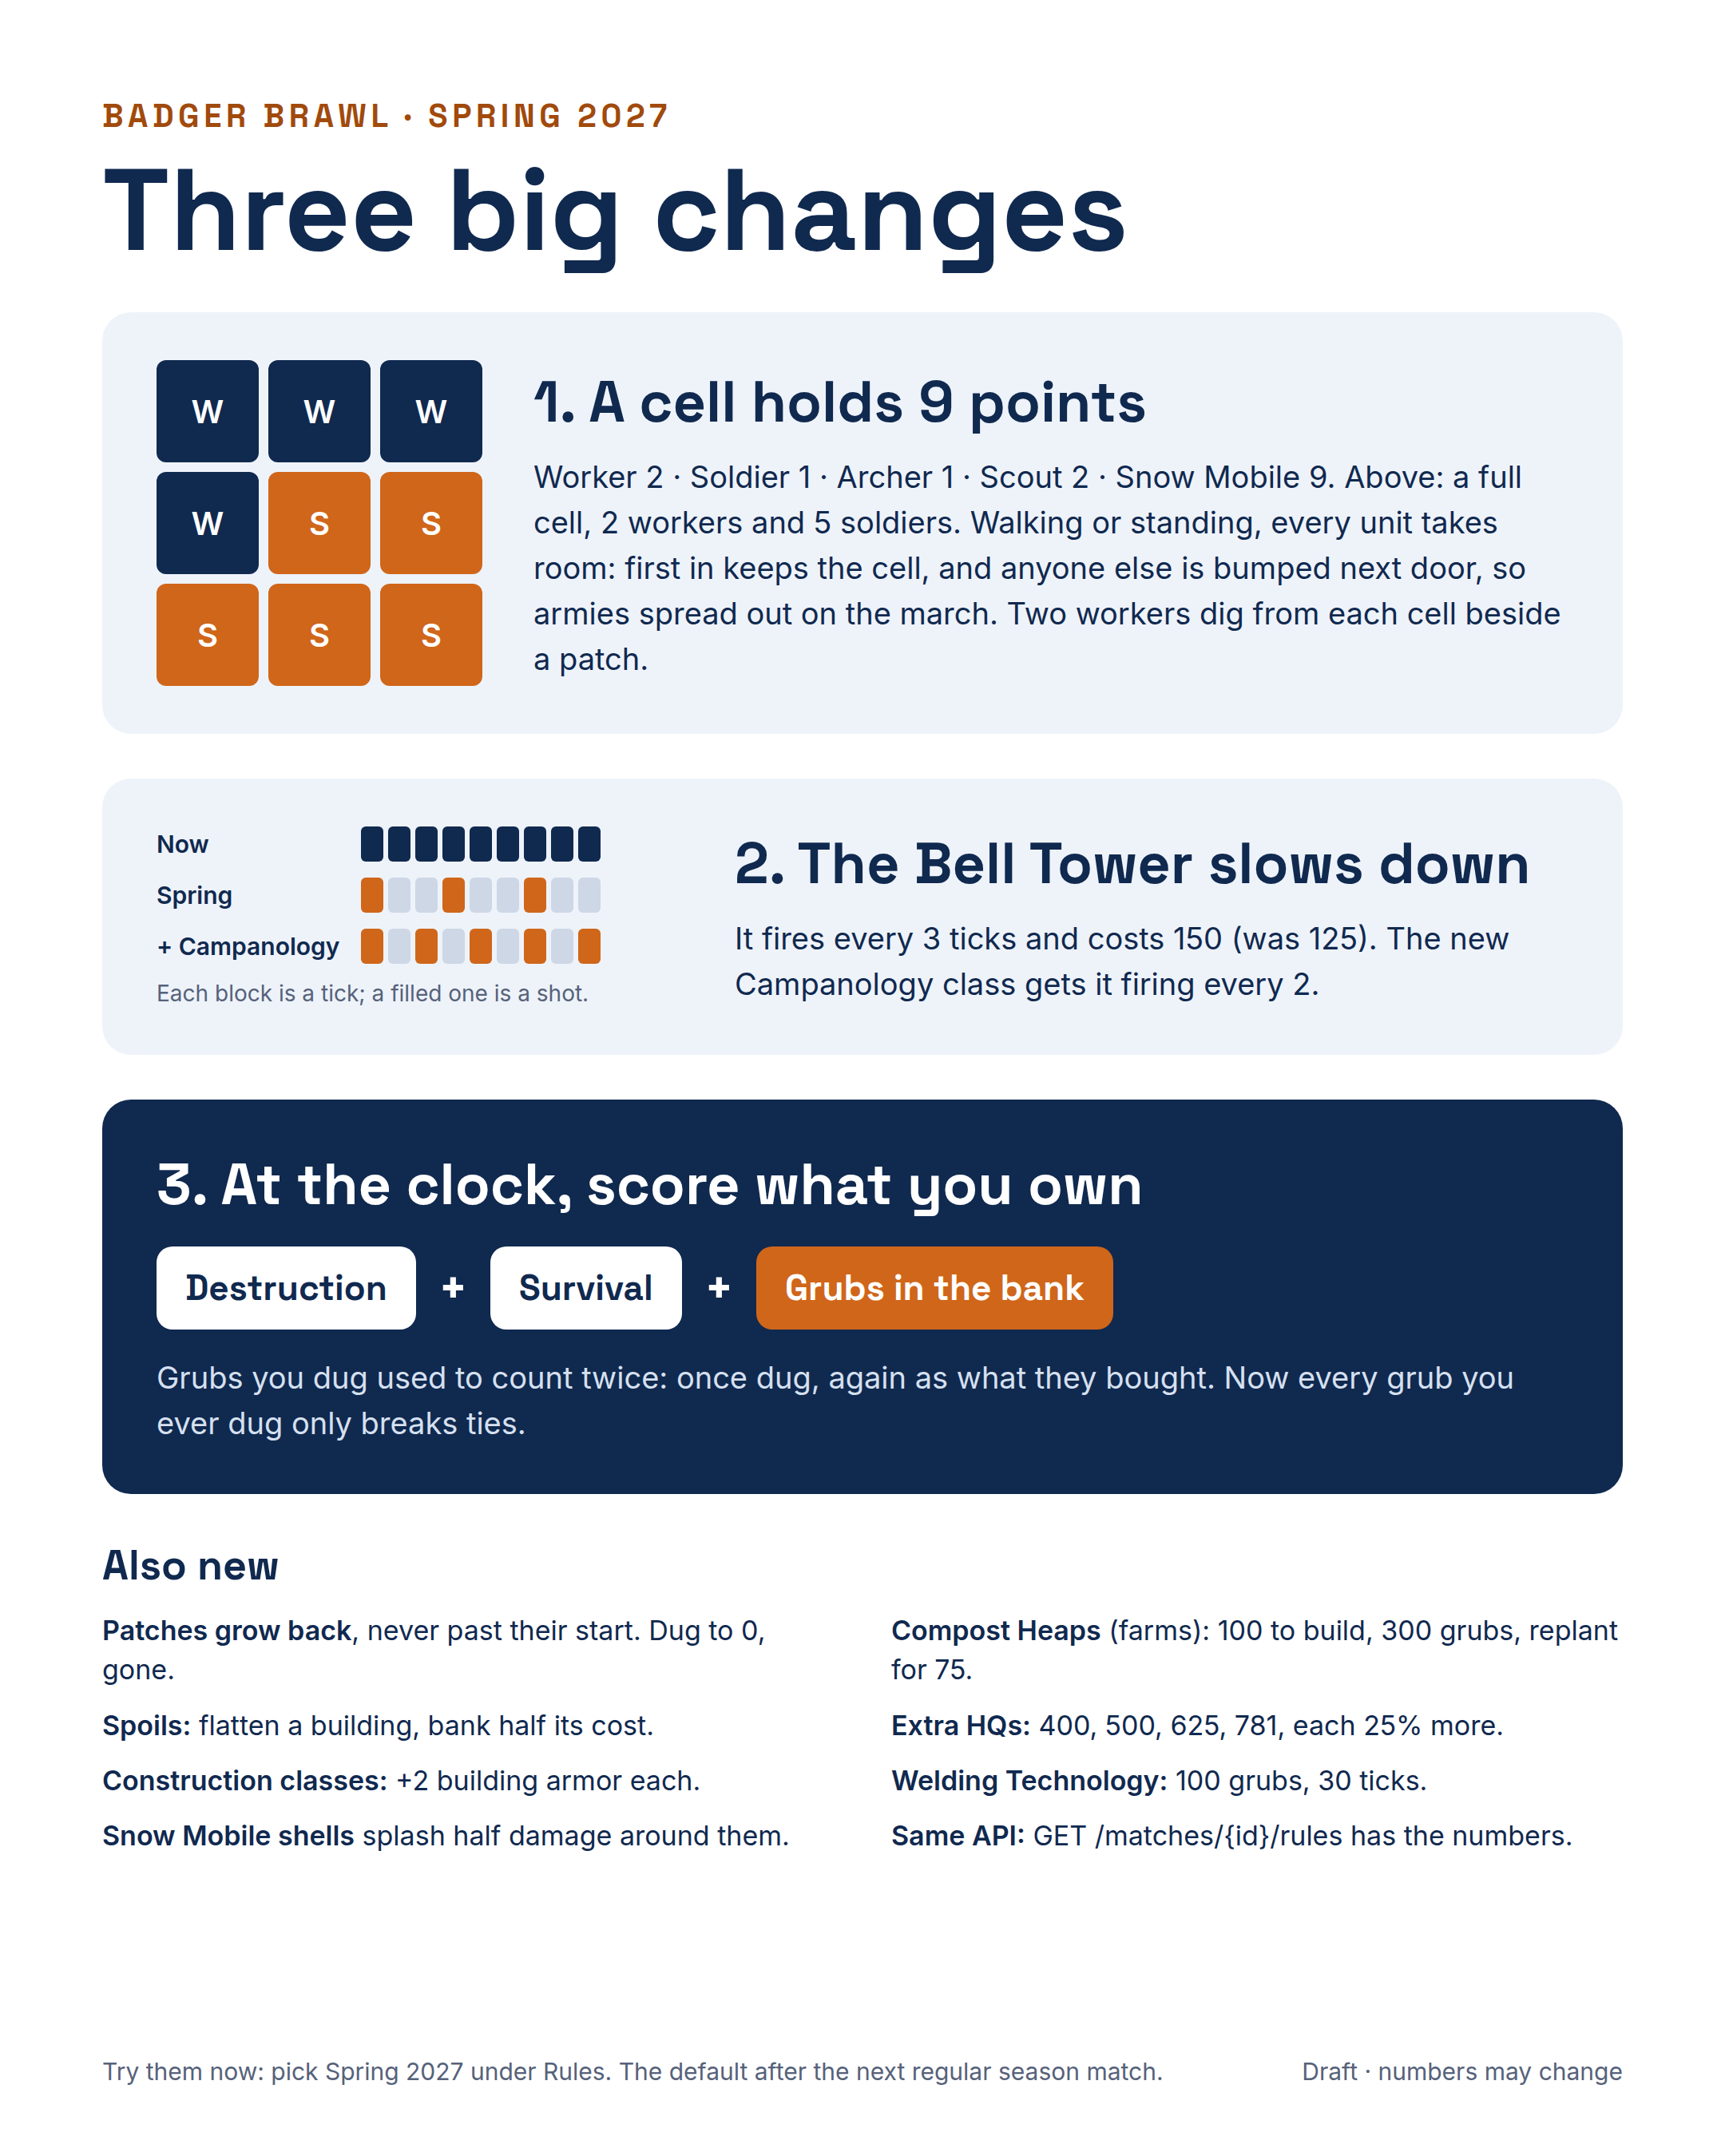 BADGER BRAWL · SPRING 2027
Three big changes
W W W
W S S
S S S
1. A cell holds 9 points
Worker 2 · Soldier 1 · Archer 1 · Scout 2 · Snow Mobile 9. Above: a full
cell, 2 workers and 5 soldiers. Walking or standing, every unit takes
room: first in keeps the cell, and anyone else is bumped next door, so
armies spread out on the march. Two workers dig from each cell beside
a patch.
Now
Spring
+ Campanology
Each block is a tick; a filled one is a shot.
2. The Bell Tower slows down
It fires every 3 ticks and costs 150 (was 125). The new
Campanology class gets it firing every 2.
3. At the clock, score what you own
Destruction + Survival + Grubs in the bank
Grubs you dug used to count twice: once dug, again as what they bought. Now every grub you
ever dug only breaks ties.
Also new
Patches grow back, never past their start. Dug to 0,
gone.
Spoils: flatten a building, bank half its cost.
Construction classes: +2 building armor each.
Snow Mobile shells splash half damage around them.
Compost Heaps (farms): 100 to build, 300 grubs, replant
for 75.
Extra HQs: 400, 500, 625, 781, each 25% more.
Welding Technology: 100 grubs, 30 ticks.
Same API: GET /matches/{id}/rules has the numbers.
Try them now: pick Spring 2027 under Rules. The default after the next regular season match.
Draft · numbers may change